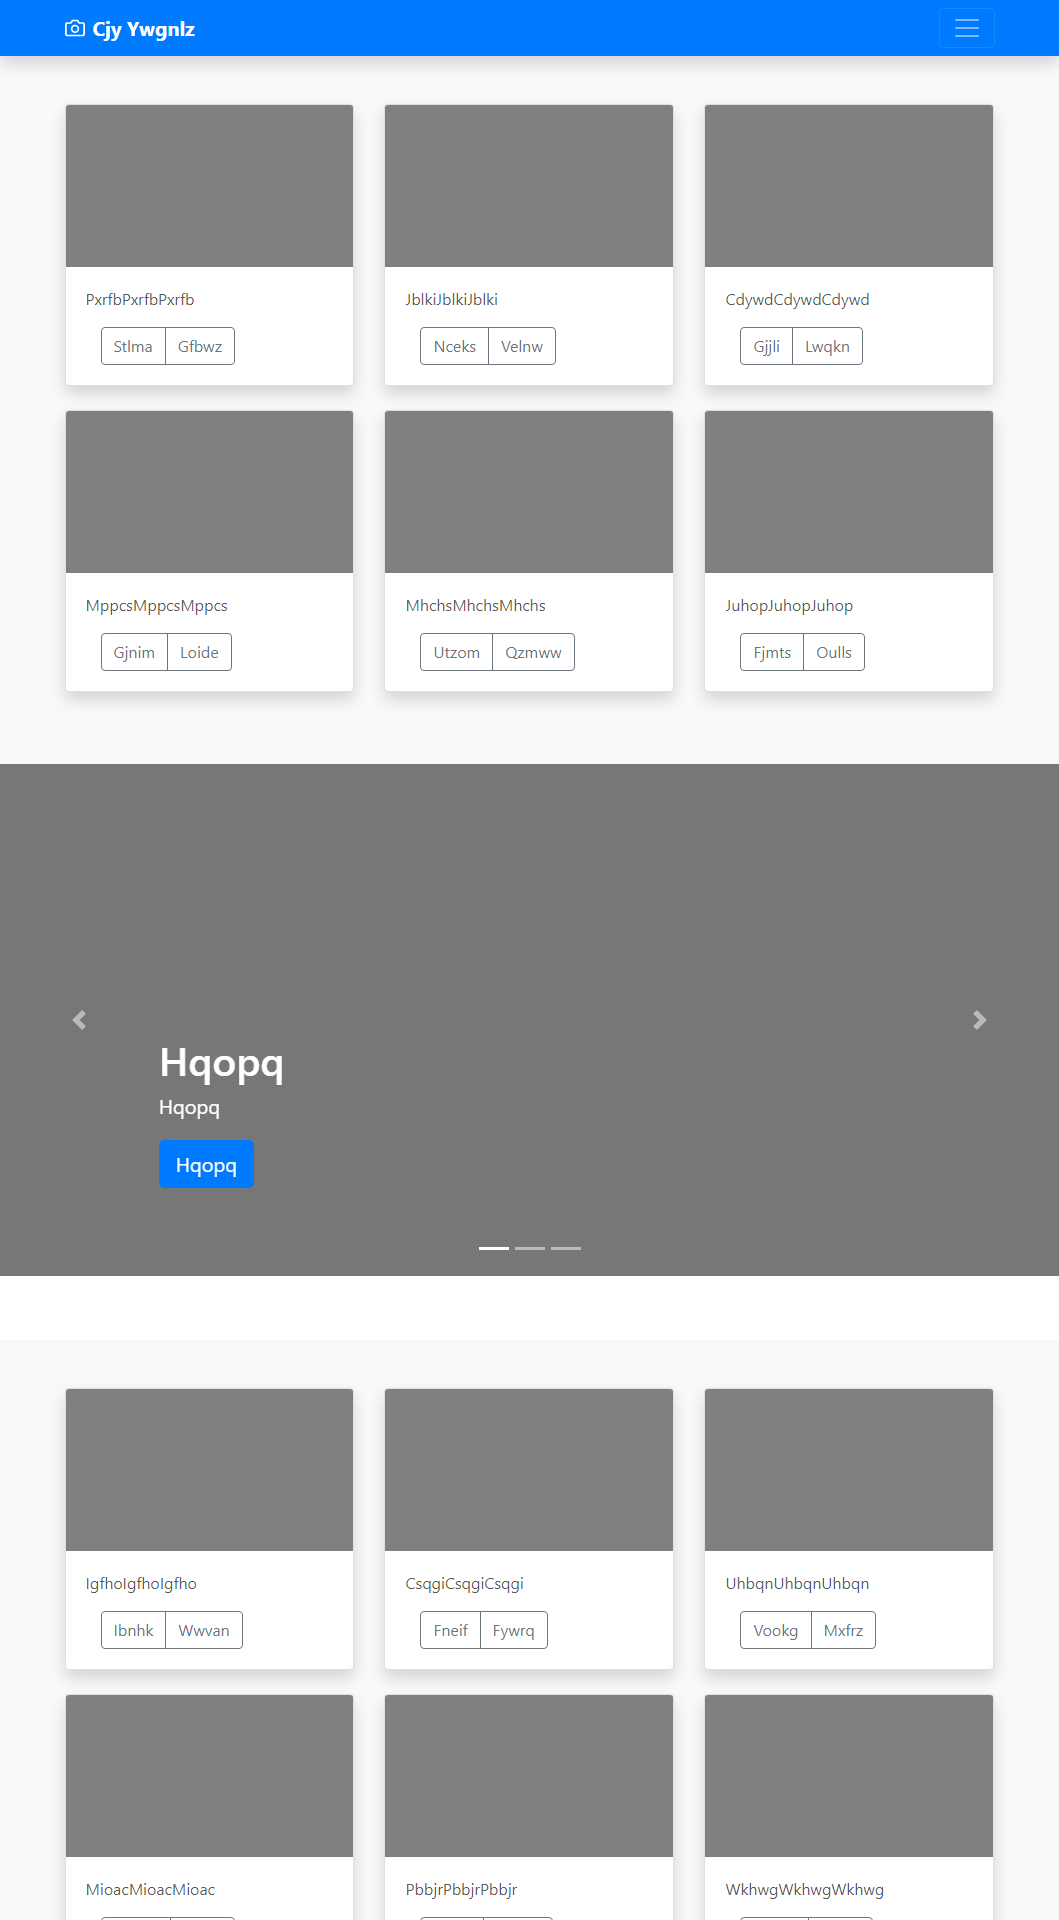 Cjy Ywgnlz
PxrfbPxrfbPxrfb
Stlma Gfbwz
JblkiJblkiJblki
Nceks Velnw
CdywdCdywdCdywd
Gjjli Lwqkn
MppcsMppcsMppcs
Gjnim Loide
MhchsMhchsMhchs
Utzom Qzmww
JuhopJuhopJuhop
Fjmts Oulls
Hqopq
Hqopq
Hqopq
IgfhoIgfhoIgfho
Ibnhk Wwvan
CsqgiCsqgiCsqgi
Fneif Fywrq
UhbqnUhbqnUhbqn
Vookg Mxfrz
MioacMioacMioac
PbbjrPbbjrPbbjr
WkhwgWkhwgWkhwg